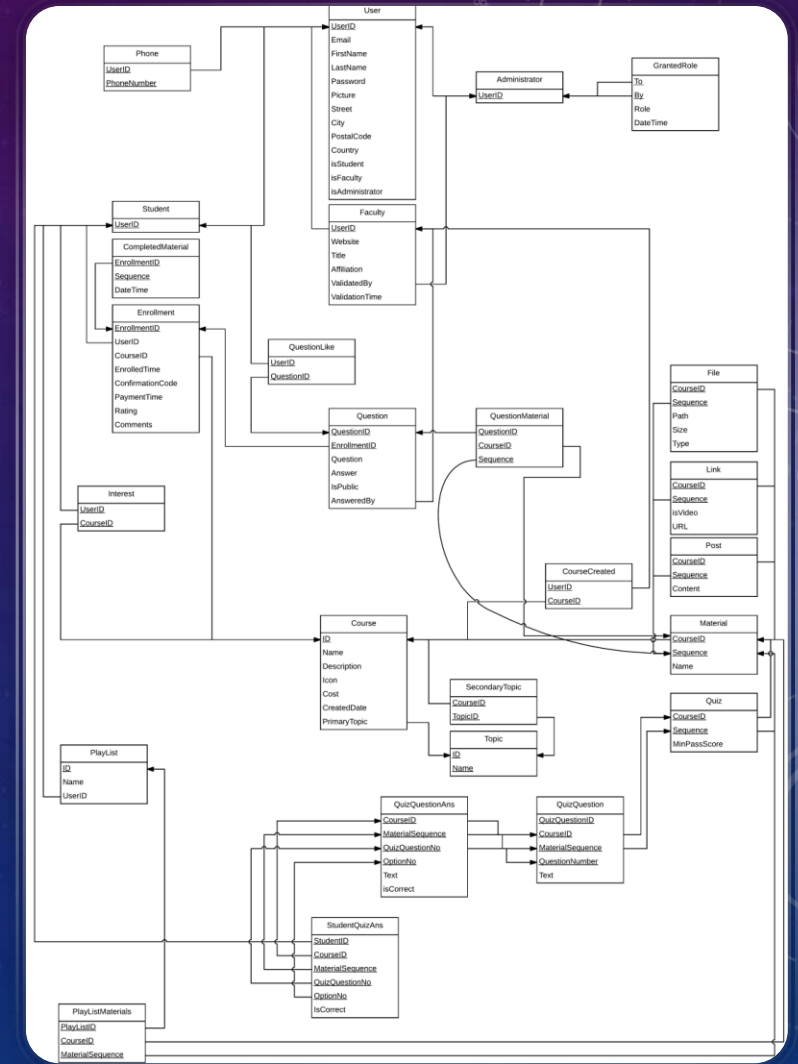 User
UserID
Email
FirstName
LastName
Password
Picture
Street
City
PostalCode
Country
isStudent
isFaculty
isAdministrator
Phone
UserID
PhoneNumber
Administrator
UserID
GrantedRole
To
By
Role
DateTime
Student
UserID
Faculty
UserID
Website
Title
Affiliation
ValidatedBy
ValidationTime
CompletedMaterial
EnrollmentID
Sequence
DateTime
Enrollment
EnrollmentID
UserID
CourseID
EnrolledTime
ConfirmationCode
PaymentTime
Rating
Comments
QuestionLike
UserID
QuestionID
File
CourseID
Sequence
Path
Size
Type
Question
QuestionID
EnrollmentID
Question
Answer
IsPublic
AnsweredBy
QuestionMaterial
QuestionID
CourseID
Sequence
Link
CourseID
Sequence
isVideo
URL
Interest
UserID
CourseID
Post
CourseID
Sequence
Content
CourseCreated
UserID
CourseID
Course
ID
Name
Description
Icon
Cost
CreatedDate
PrimaryTopic
Material
CourseID
Sequence
Name
SecondaryTopic
CourseID
TopicID
Quiz
CourseID
Sequence
MinPassScore
Topic
ID
Name
PlayList
ID
Name
UserID
QuizQuestionAns
CourseID
MaterialSequence
QuizQuestionNo
OptionNo
Text
isCorrect
QuizQuestion
QuizQuestionID
CourseID
MaterialSequence
QuestionNumber
Text
StudentQuizAns
StudentID
CourseID
MaterialSequence
QuizQuestionNo
OptionNo
IsCorrect
PlayListMaterials
PlayListID
CourseID
MaterialSequence